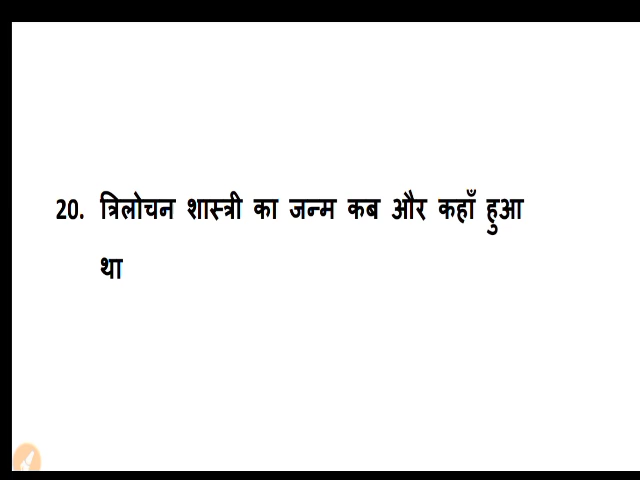 20. त्रिलोचन शास्त्री का जन्म कब और कहाँ हुआ
था